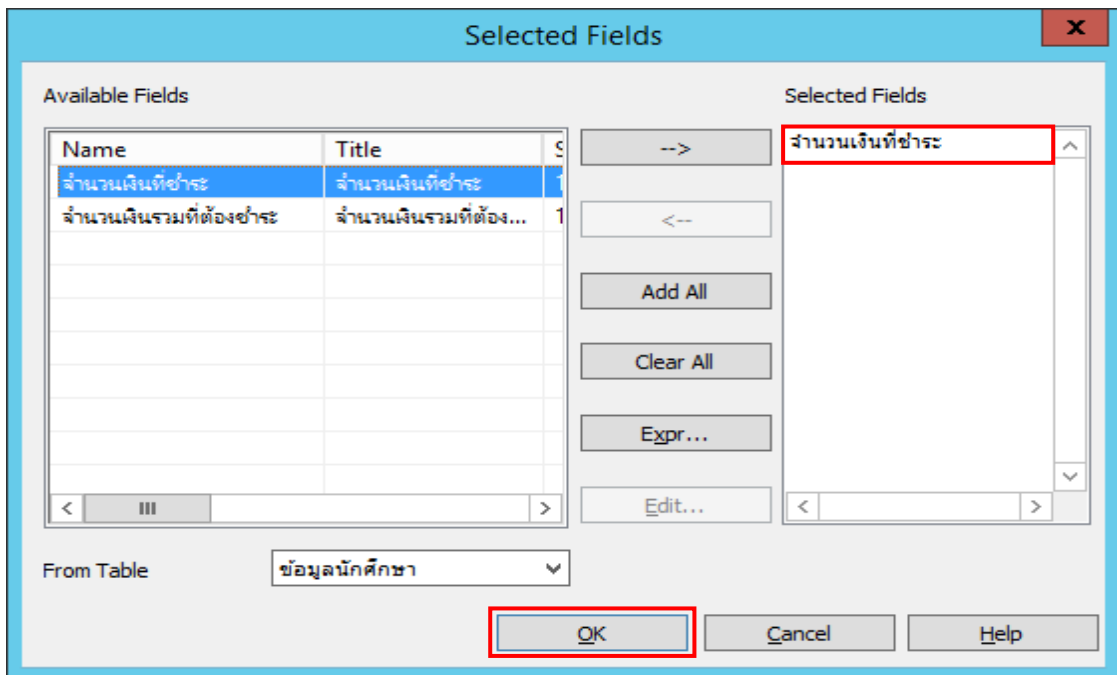 Selected Fields
x
Available Fields
Selected Fields
Name Title S
จำนวนเงินที่ชำระ จำนวนเงินที่ชำระ 1
จำนวนเงินรวมที่ต้องชำระ จำนวนเงินรวมที่ต้อง... 1
-->
<--
Add All
Clear All
Expr...
Edit...
จำนวนเงินที่ชำระ
From Table ข้อมูลนักศึกษา
OK Cancel Help